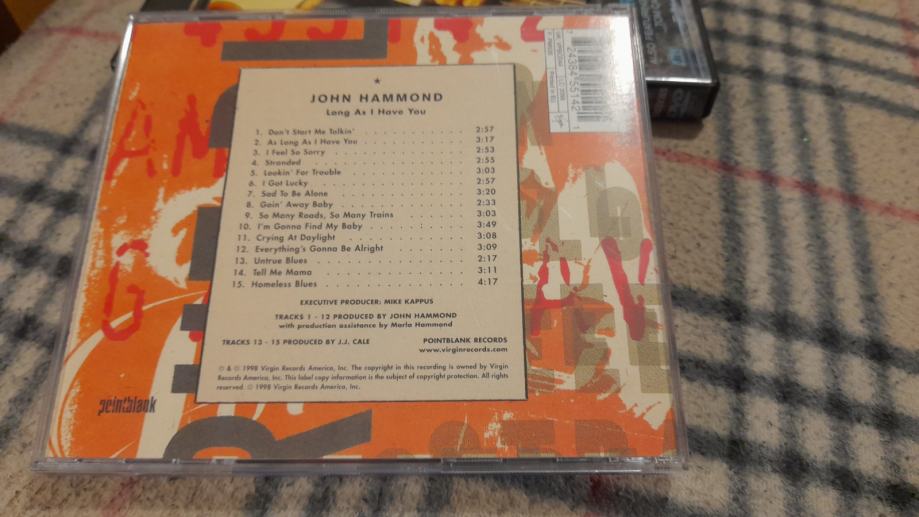 JOHN HAMMOND
Long As I Have You
1. Don't Start Me Talkin' . . . . . . . . . . . 2:57
2. As Long As I Have You . . . . . . . . . . . 3:17
3. I Feel So Sorry . . . . . . . . . . . 2:53
4. Stranded . . . . . . . . . . . 2:55
5. Lookin' For Trouble . . . . . . . . . . . 3:03
6. I Got Lucky . . . . . . . . . . . 2:57
7. Sad To Be Alone . . . . . . . . . . . 3:20
8. Goin' Away Baby . . . . . . . . . . . 2:33
9. So Many Roads, So Many Trains . . . . . . . 3:03
10. I'm Gonna Find My Baby . . . . . . . . . . 3:49
11. Crying At Daylight . . . . . . . . . . . 3:08
12. Everything's Gonna Be Alright . . . . . . . . 3:09
13. Untrue Blues . . . . . . . . . . . 2:17
14. Tell Me Mama . . . . . . . . . . . 3:11
15. Homeless Blues . . . . . . . . . . . 4:17
EXECUTIVE PRODUCER: MIKE KAPPUS
TRACKS 1 - 12 PRODUCED BY JOHN HAMMOND
with production assistance by Marla Hammond
TRACKS 13 - 15 PRODUCED BY J.J. CALE
POINTBLANK RECORDS
www.virginrecords.com
℗ & © 1998 Virgin Records America, Inc. The copyright in this recording is owned by Virgin
Records America, Inc. This label copy information is the subject of copyright protection. All rights
reserved. © 1998 Virgin Records America, Inc.
pointblank
7 24384 55142 1